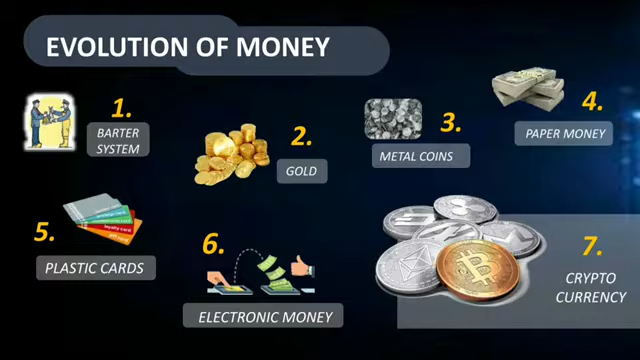 EVOLUTION OF MONEY
1.
BARTER
SYSTEM
2.
GOLD
3.
METAL COINS
4.
PAPER MONEY
5.
PLASTIC CARDS
6.
ELECTRONIC MONEY
7.
CRYPTO
CURRENCY